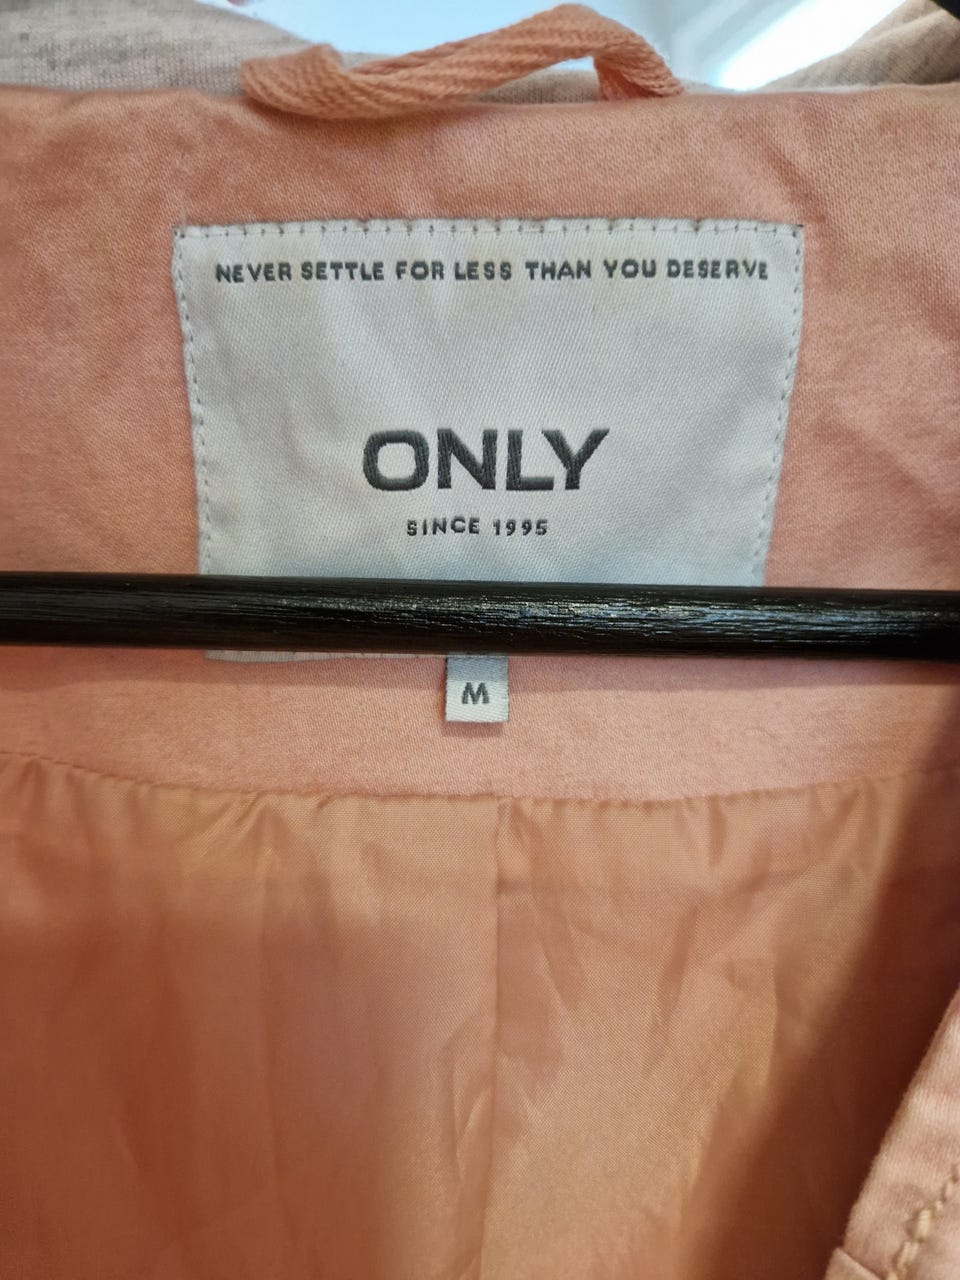 NEVER SETTLE FOR LESS THAN YOU DESERVE
ONLY
SINCE 1995
M